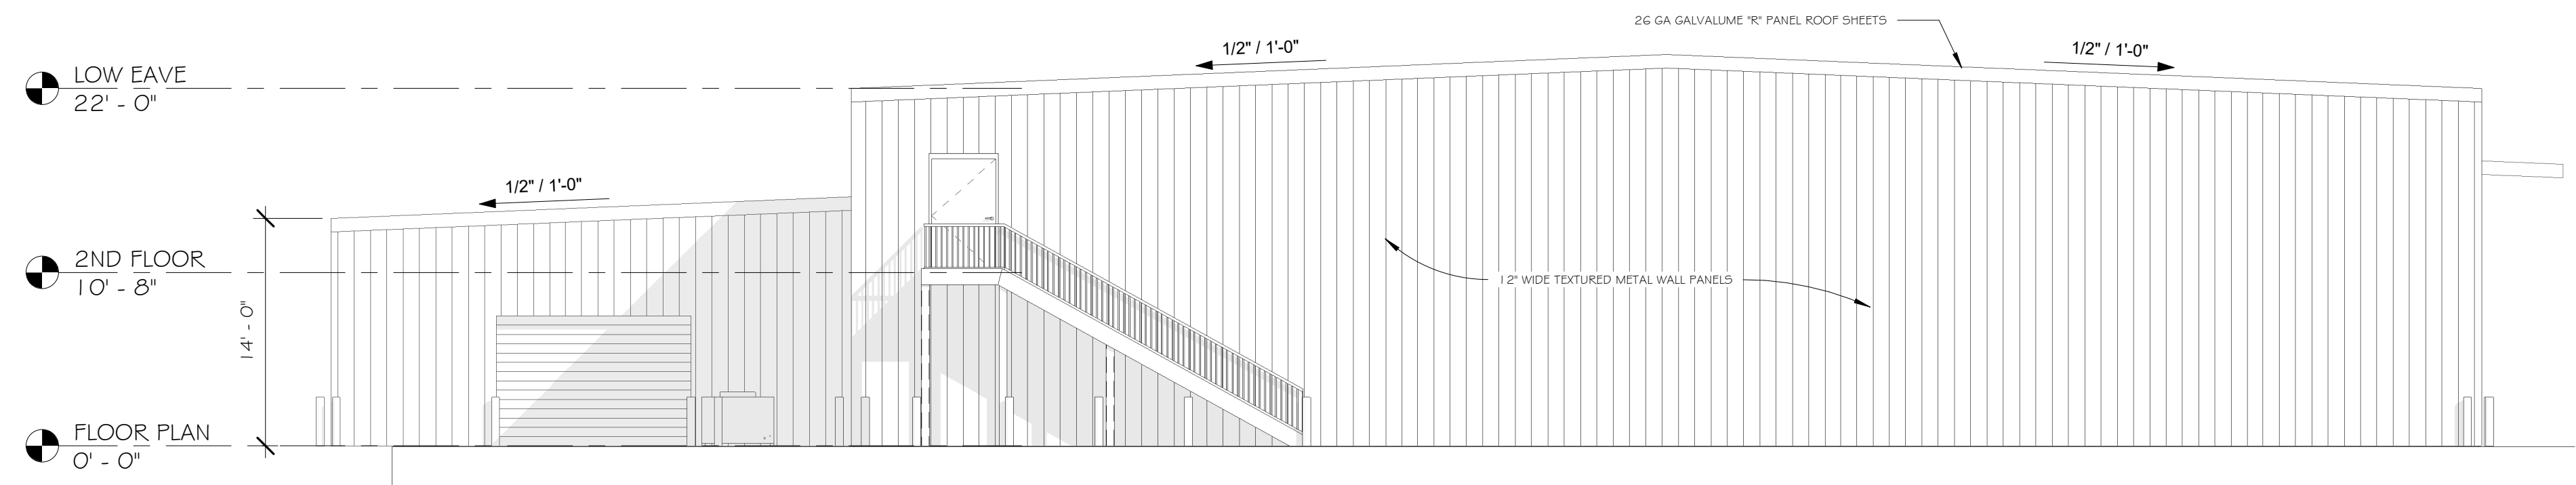 26 GA GALVALUME "R" PANEL ROOF SHEETS
1/2" / 1'-0"
1/2" / 1'-0"
LOW EAVE
22' - 0"
1/2" / 1'-0"
2ND FLOOR
10' - 8"
12" WIDE TEXTURED METAL WALL PANELS
14' - 0"
FLOOR PLAN
0' - 0"